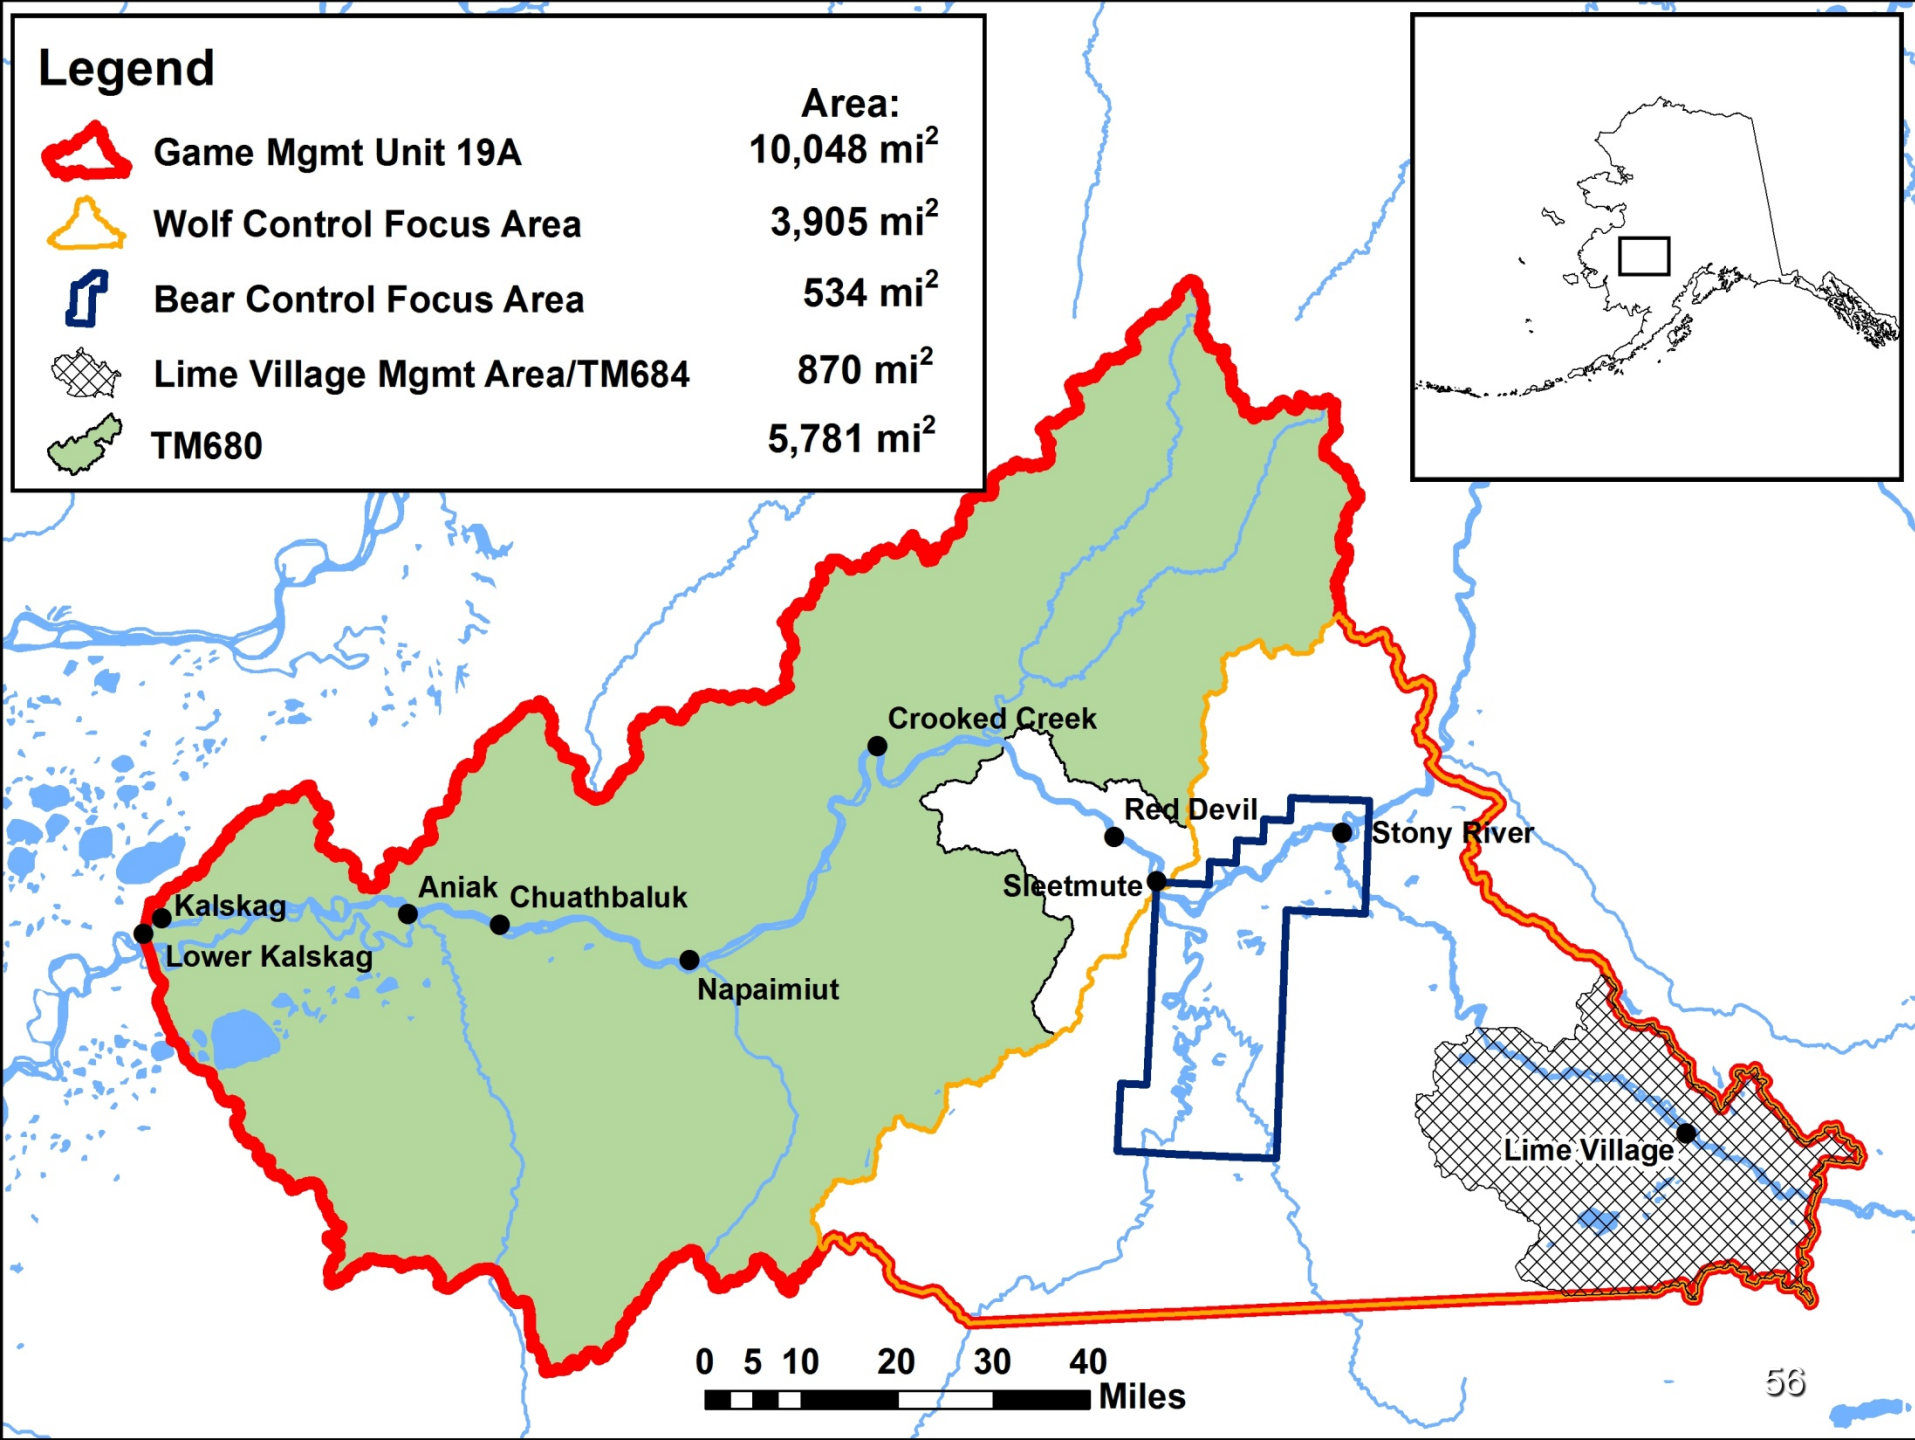 Legend
Area:
Game Mgmt Unit 19A 10,048 mi²
Wolf Control Focus Area 3,905 mi²
Bear Control Focus Area 534 mi²
Lime Village Mgmt Area/TM684 870 mi²
TM680 5,781 mi²
Crooked Creek
Red Devil
Stony River
Sleetmute
Aniak
Chuathbaluk
Kalskag
Lower Kalskag
Napaimiut
Lime Village
0 5 10 20 30 40
Miles
56